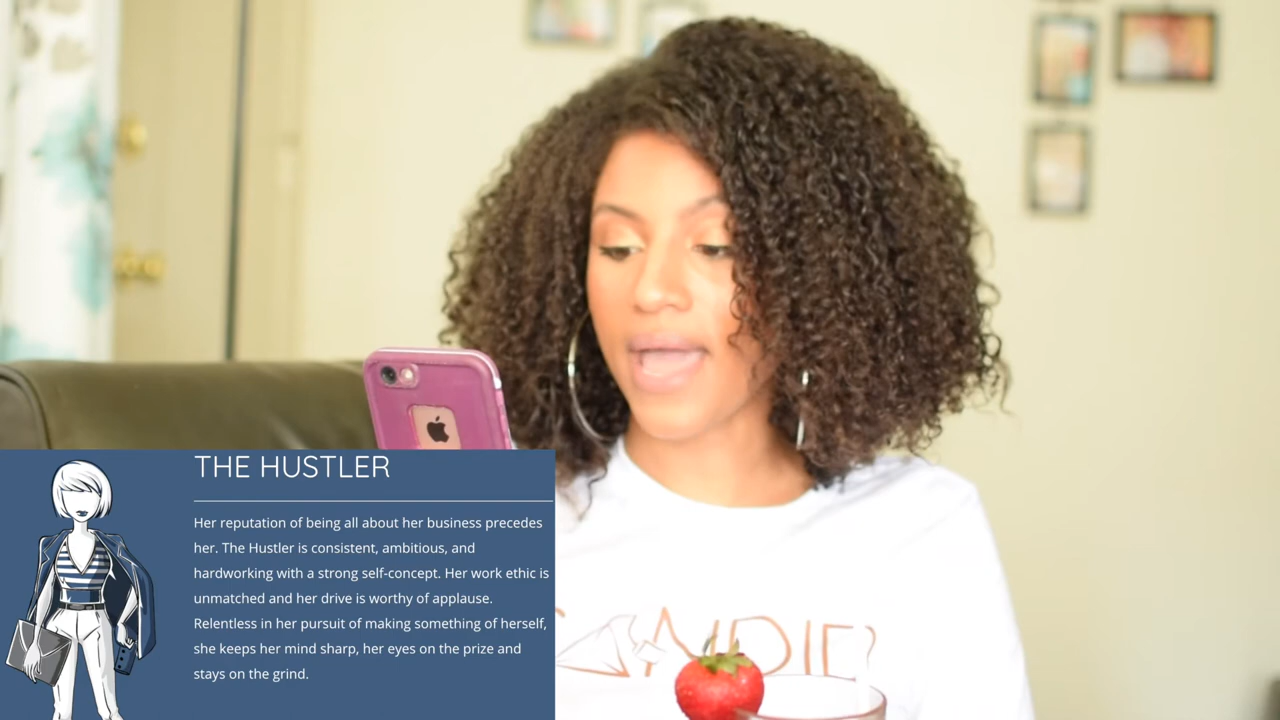 THE HUSTLER
Her reputation of being all about her business precedes
her. The Hustler is consistent, ambitious, and
hardworking with a strong self-concept. Her work ethic is
unmatched and her drive is worthy of applause.
Relentless in her pursuit of making something of herself,
she keeps her mind sharp, her eyes on the prize and
stays on the grind.